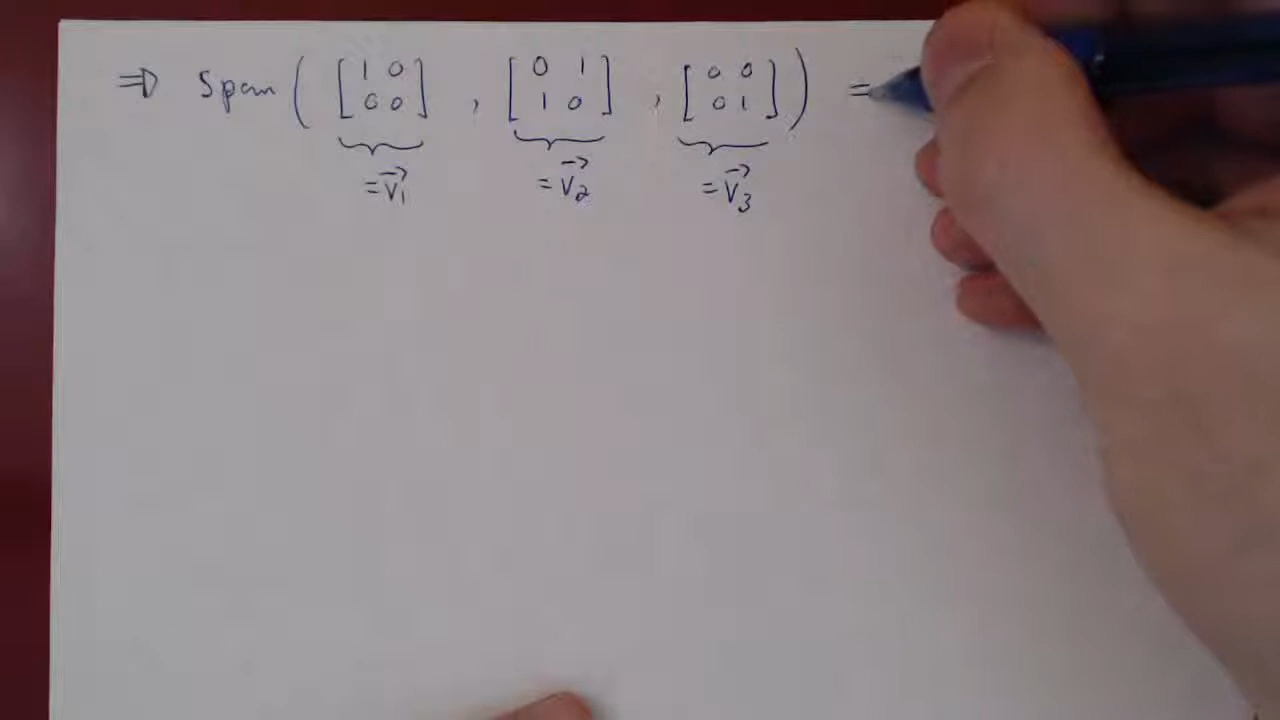 ⇒ Span ( [ 1 0 , [ 0 1 , [ 0 0 ) =
0 0 ] 1 0 ] 0 1 ]
= v⃗1 = v⃗2 = v⃗3